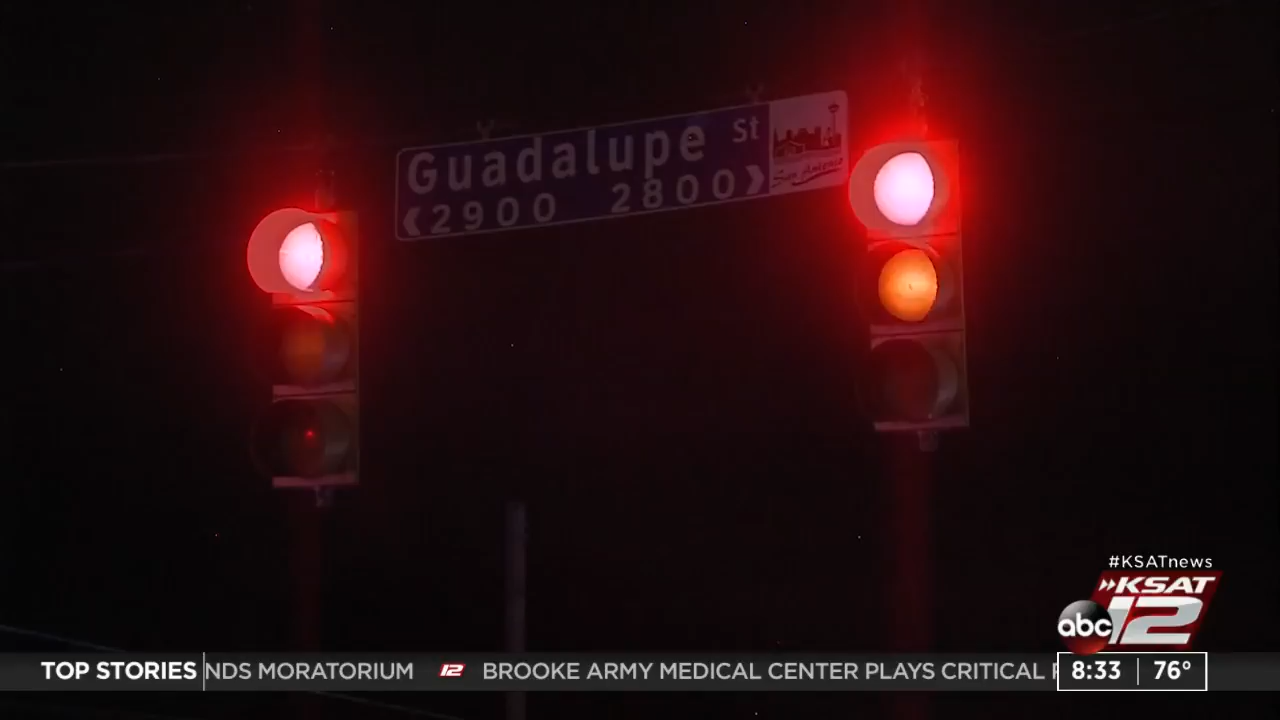 Guadalupe St
2900 2800
San Antonio
#KSATnews
KSAT
abc 12
TOP STORIES NDS MORATORIUM 12 BROOKE ARMY MEDICAL CENTER PLAYS CRITICAL
8:33 76°